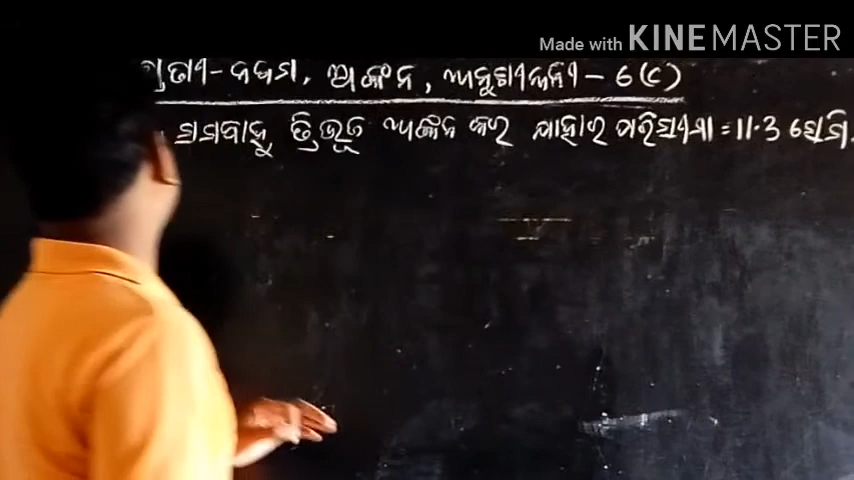 Made with KINEMASTER
ଶ୍ରେଣୀ - ନବମ, ଅଙ୍କନ, ଅନୁଶୀଳନୀ - 6 (c)
ସମବାହୁ ତ୍ରିଭୁଜ ଅଙ୍କନ କର ଯାହାର ପରିସୀମା = 11.3 ସେମି.